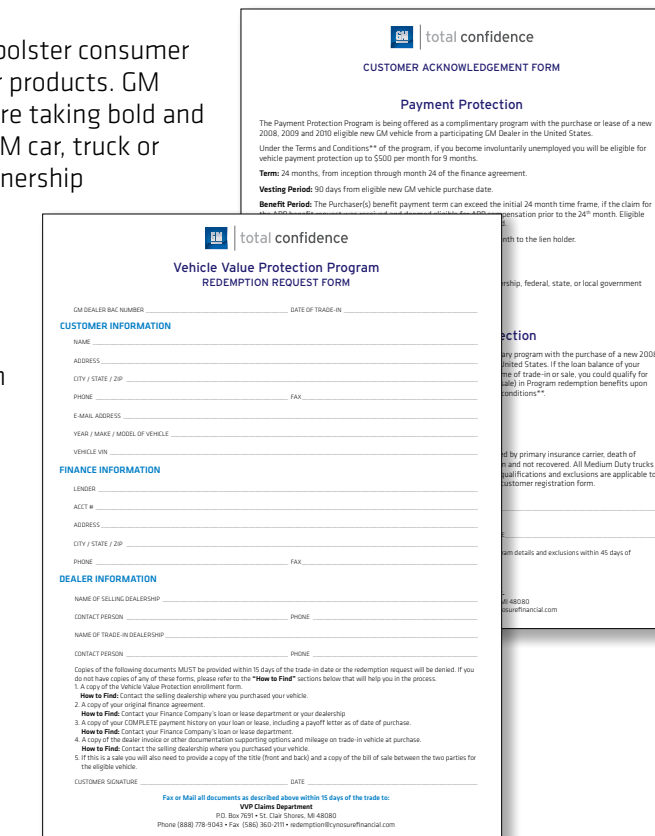 polster consumer
products. GM
re taking bold and
M car, truck or
nership
GM total confidence
CUSTOMER ACKNOWLEDGEMENT FORM
Payment Protection
The Payment Protection Program is being offered as a complimentary program with the purchase or lease of a new
2008, 2009 and 2010 eligible new GM vehicle from a participating GM Dealer in the United States.
Under the Terms and Conditions** of the program, if you become involuntarily unemployed you will be eligible for
vehicle payment protection up to $500 per month for 9 months.
Term: 24 months, from inception through month 24 of the finance agreement.
Vesting Period: 90 days from eligible new GM vehicle purchase date.
Benefit Period: The Purchaser(s) benefit payment term can exceed the initial 24 month time frame, if the claim for
pensation prior to the 24th month. Eligible
nth to the lien holder.
rship, federal, state, or local government
ection
ary program with the purchase of a new 2008
United States. If the loan balance of your
me of trade-in or sale, you could qualify for
sale) in Program redemption benefits upon
conditions**.
d by primary insurance carrier, death of
n and not recovered. All Medium Duty trucks
qualifications and exclusions are applicable to
customer registration form.
am details and exclusions within 45 days of
MI 48080
osurefinancial.com
GM total confidence
Vehicle Value Protection Program
REDEMPTION REQUEST FORM
GM DEALER BAC NUMBER DATE OF TRADE-IN
CUSTOMER INFORMATION
NAME
ADDRESS
CITY / STATE / ZIP
PHONE FAX
E-MAIL ADDRESS
YEAR / MAKE / MODEL OF VEHICLE
VEHICLE VIN
FINANCE INFORMATION
LENDER
ACCT #
ADDRESS
CITY / STATE / ZIP
PHONE FAX
DEALER INFORMATION
NAME OF SELLING DEALERSHIP
CONTACT PERSON PHONE
NAME OF TRADE-IN DEALERSHIP
CONTACT PERSON PHONE
Copies of the following documents MUST be provided within 15 days of the trade-in date or the redemption request will be denied. If you
do not have copies of any of these forms, please refer to the "How to Find" sections below that will help you in the process.
1. A copy of the Vehicle Value Protection enrollment form.
How to Find: Contact the selling dealership where you purchased your vehicle.
2. A copy of your original finance agreement.
How to Find: Contact your Finance Company's loan or lease department or your dealership
3. A copy of your COMPLETE payment history on your loan or lease, including a payoff letter as of date of purchase.
How to Find: Contact your Finance Company's loan or lease department.
4. A copy of the dealer invoice or other documentation supporting options and mileage on trade-in vehicle at purchase.
How to Find: Contact the selling dealership where you purchased your vehicle.
5. If this is a sale you will also need to provide a copy of the title (front and back) and a copy of the bill of sale between the two parties for
the eligible vehicle.
CUSTOMER SIGNATURE DATE
Fax or Mail all documents as described above within 15 days of the trade to:
VVP Claims Department
P.O. Box 7691 • St. Clair Shores, MI 48080
Phone (888) 778-9043 • Fax (586) 360-2111 • redemption@cynosurefinancial.com